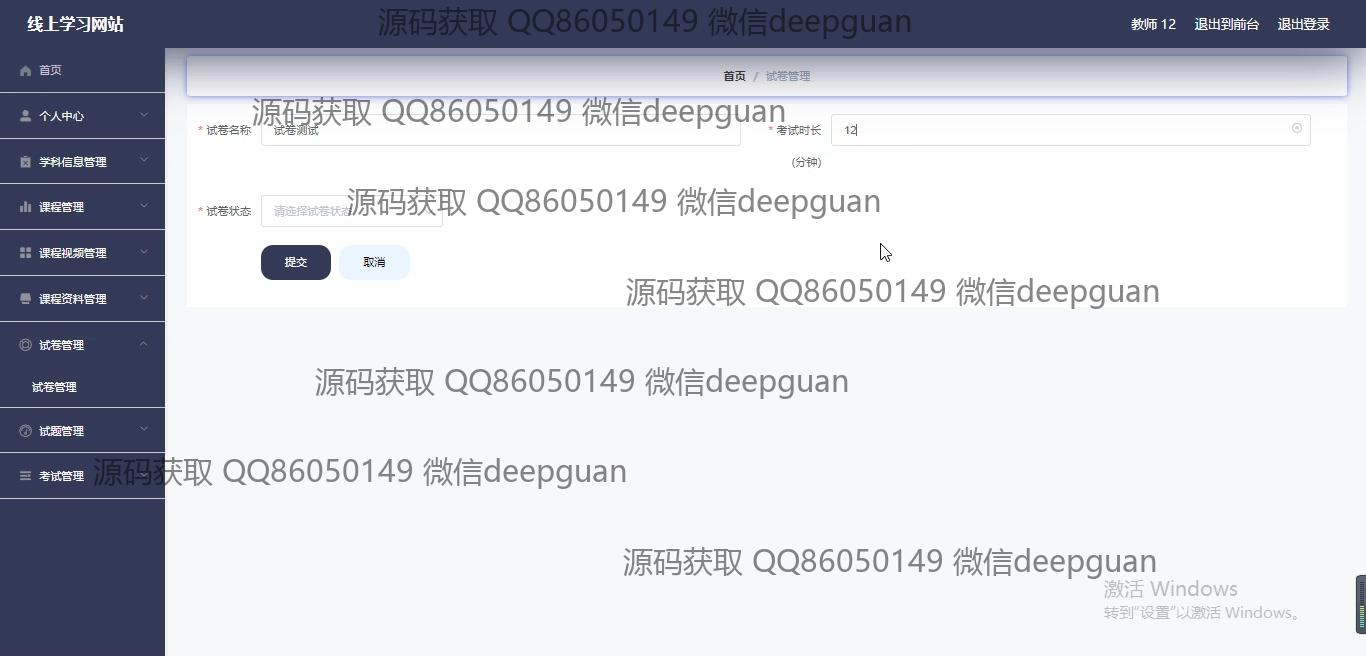 线上学习网站
源码获取 QQ86050149 微信deepguan
教师 12 退出到前台 退出登录
首页
个人中心
学科信息管理
课程管理
课程视频管理
课程资料管理
试卷管理
试卷管理
试题管理
考试管理
首页 / 试卷管理
源码获取 QQ86050149 微信deepguan
* 试卷名称 试卷测试
* 考试时长 12
(分钟)
源码获取 QQ86050149 微信deepguan
* 试卷状态 请选择试卷状态
提交 取消
源码获取 QQ86050149 微信deepguan
源码获取 QQ86050149 微信deepguan
源码获取 QQ86050149 微信deepguan
源码获取 QQ86050149 微信deepguan
激活 Windows
转到"设置"以激活 Windows。